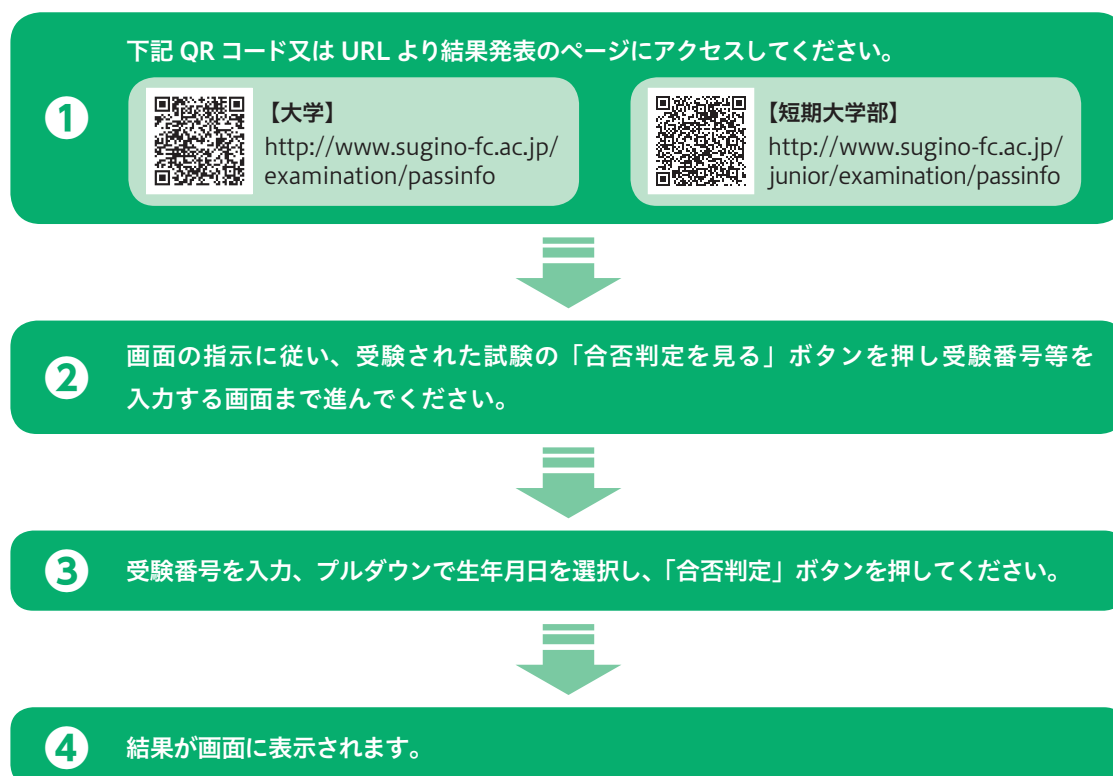 下記 QR コード又は URL より結果発表のページにアクセスしてください。
❶
【大学】
http://www.sugino-fc.ac.jp/
examination/passinfo
【短期大学部】
http://www.sugino-fc.ac.jp/
junior/examination/passinfo
❷
画面の指示に従い、受験された試験の「合否判定を見る」ボタンを押し受験番号等を
入力する画面まで進んでください。
❸
受験番号を入力、プルダウンで生年月日を選択し、「合否判定」ボタンを押してください。
❹
結果が画面に表示されます。